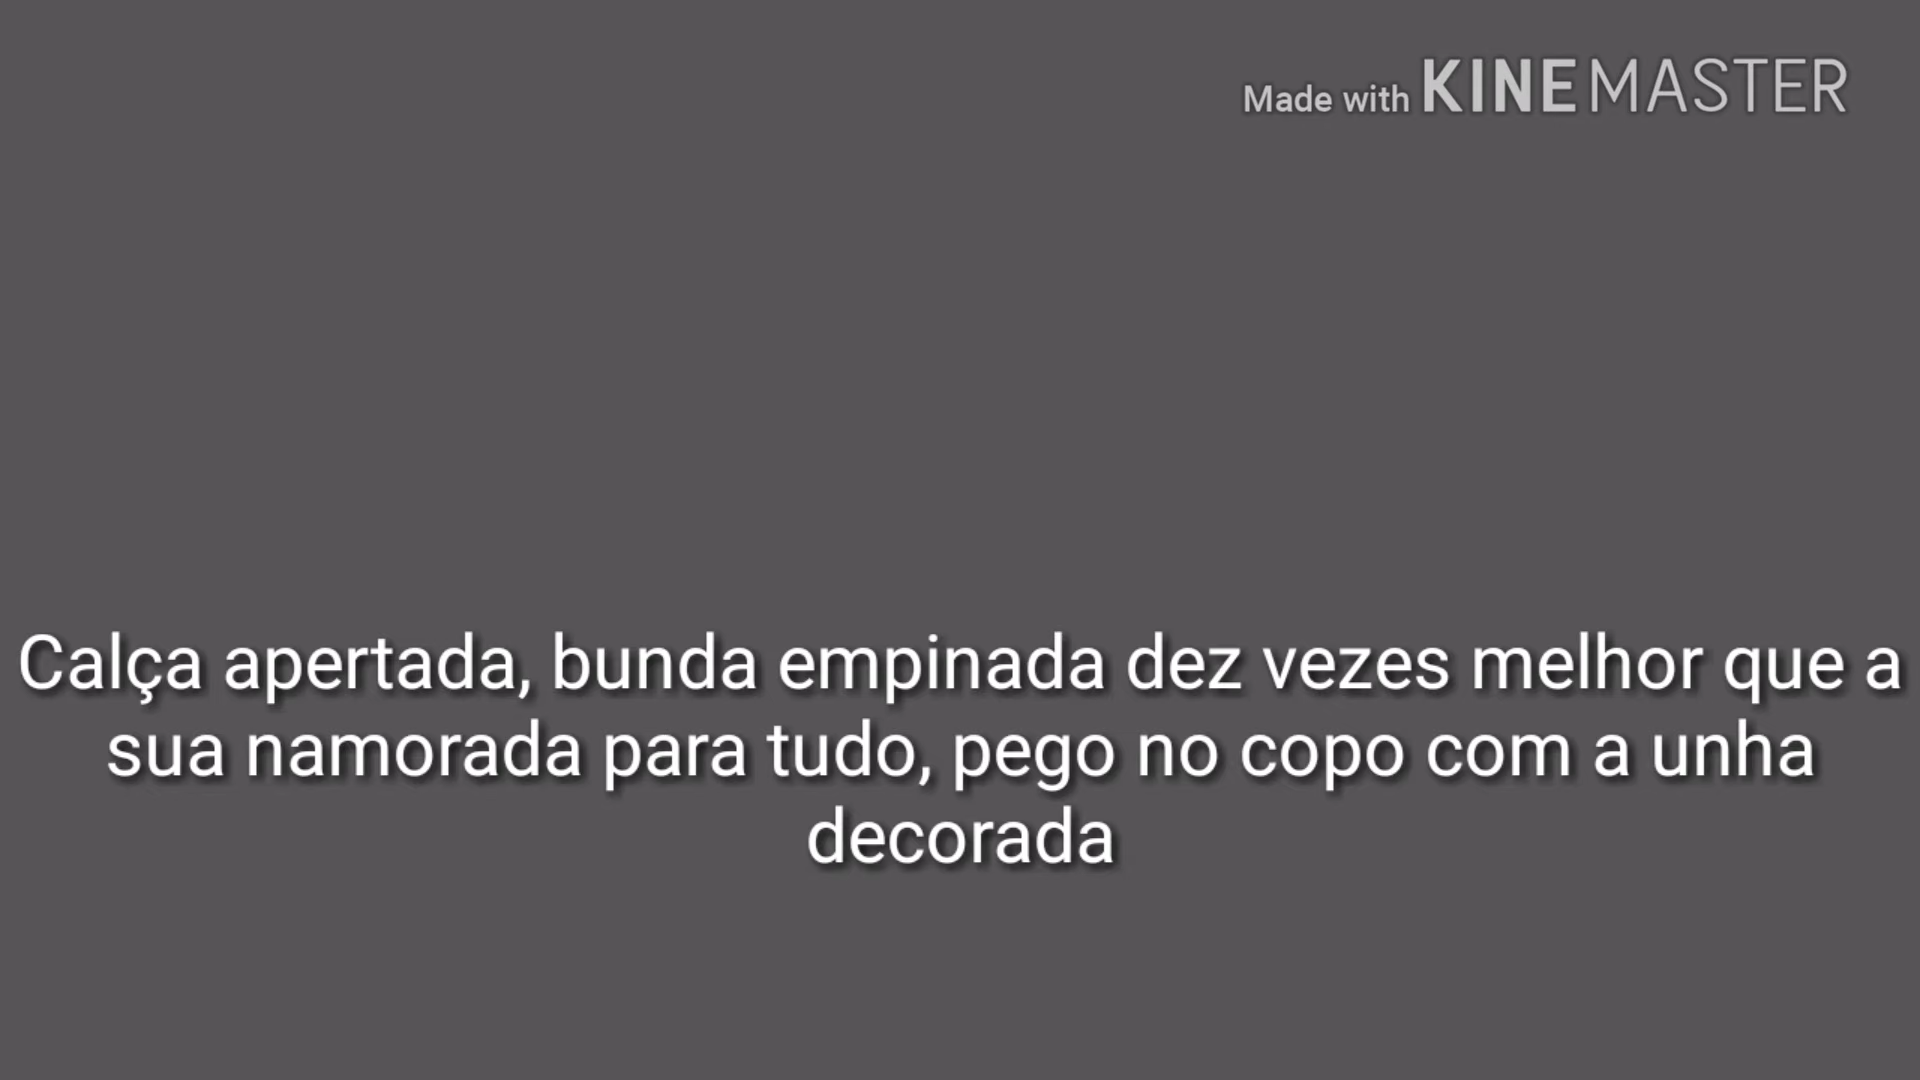 Made with KINEMASTER
Calça apertada, bunda empinada dez vezes melhor que a
sua namorada para tudo, pego no copo com a unha
decorada